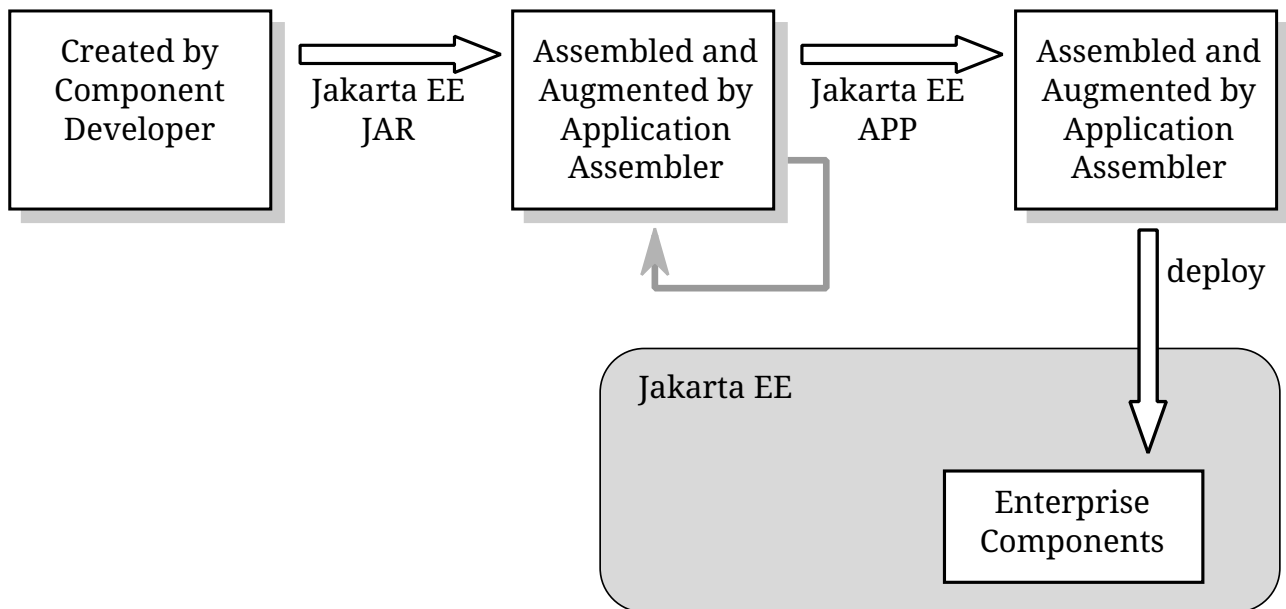 Created by
Component
Developer
Jakarta EE
JAR
Assembled and
Augmented by
Application
Assembler
Jakarta EE
APP
Assembled and
Augmented by
Application
Assembler
deploy
Jakarta EE
Enterprise
Components